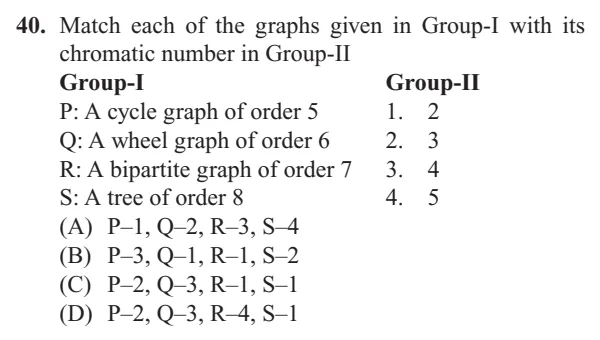 40. Match each of the graphs given in Group-I with its
chromatic number in Group-II
Group-I Group-II
P: A cycle graph of order 5 1. 2
Q: A wheel graph of order 6 2. 3
R: A bipartite graph of order 7 3. 4
S: A tree of order 8 4. 5
(A) P–1, Q–2, R–3, S–4
(B) P–3, Q–1, R–1, S–2
(C) P–2, Q–3, R–1, S–1
(D) P–2, Q–3, R–4, S–1